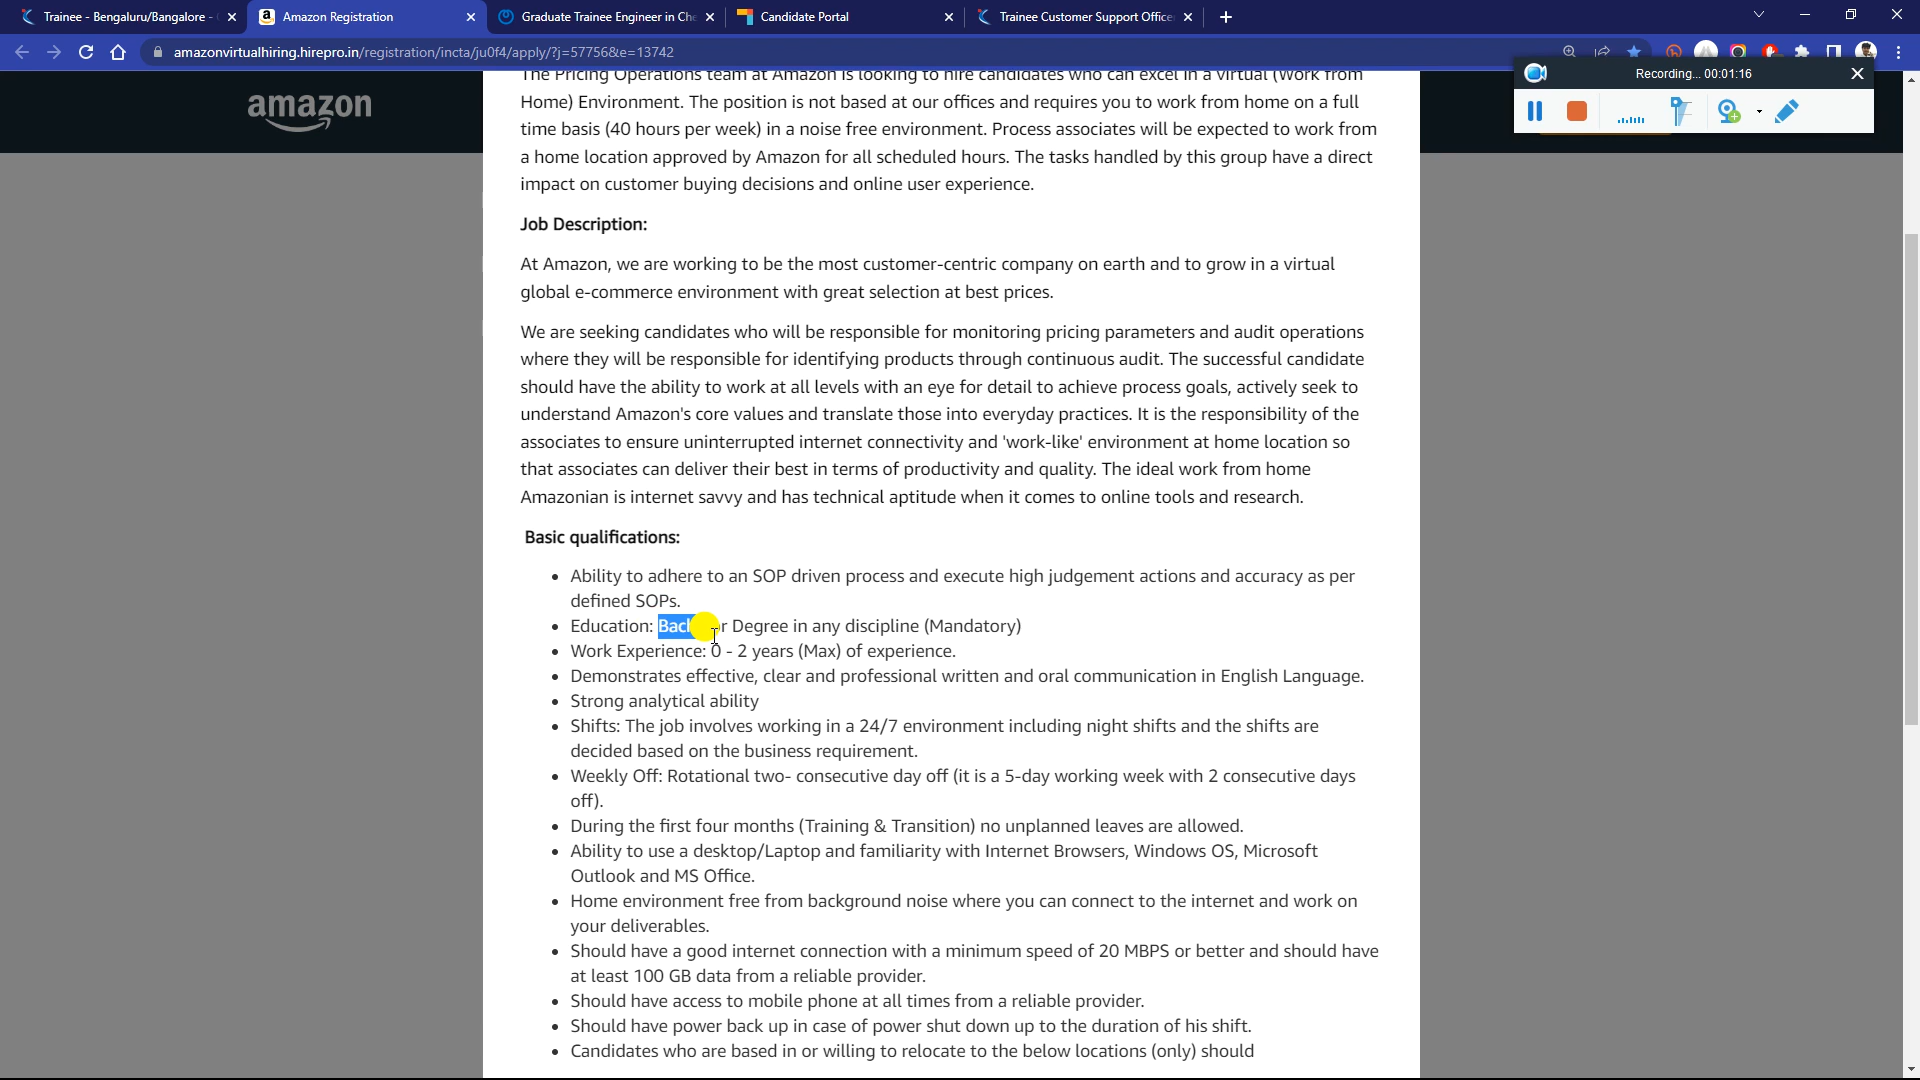 Trainee - Bengaluru/Bangalore -
Amazon Registration
Graduate Trainee Engineer in Che
Candidate Portal
Trainee Customer Support Office
amazonvirtualhiring.hirepro.in/registration/incta/ju0f4/apply/?j=57756&e=13742
Recording... 00:01:16
amazon
The Pricing Operations team at Amazon is looking to hire candidates who can excel in a virtual (Work from
Home) Environment. The position is not based at our offices and requires you to work from home on a full
time basis (40 hours per week) in a noise free environment. Process associates will be expected to work from
a home location approved by Amazon for all scheduled hours. The tasks handled by this group have a direct
impact on customer buying decisions and online user experience.
Job Description:
At Amazon, we are working to be the most customer-centric company on earth and to grow in a virtual
global e-commerce environment with great selection at best prices.
We are seeking candidates who will be responsible for monitoring pricing parameters and audit operations
where they will be responsible for identifying products through continuous audit. The successful candidate
should have the ability to work at all levels with an eye for detail to achieve process goals, actively seek to
understand Amazon's core values and translate those into everyday practices. It is the responsibility of the
associates to ensure uninterrupted internet connectivity and 'work-like' environment at home location so
that associates can deliver their best in terms of productivity and quality. The ideal work from home
Amazonian is internet savvy and has technical aptitude when it comes to online tools and research.
Basic qualifications:
• Ability to adhere to an SOP driven process and execute high judgement actions and accuracy as per
defined SOPs.
• Education: Bachelor Degree in any discipline (Mandatory)
• Work Experience: 0 - 2 years (Max) of experience.
• Demonstrates effective, clear and professional written and oral communication in English Language.
• Strong analytical ability
• Shifts: The job involves working in a 24/7 environment including night shifts and the shifts are
decided based on the business requirement.
• Weekly Off: Rotational two- consecutive day off (it is a 5-day working week with 2 consecutive days
off).
• During the first four months (Training & Transition) no unplanned leaves are allowed.
• Ability to use a desktop/Laptop and familiarity with Internet Browsers, Windows OS, Microsoft
Outlook and MS Office.
• Home environment free from background noise where you can connect to the internet and work on
your deliverables.
• Should have a good internet connection with a minimum speed of 20 MBPS or better and should have
at least 100 GB data from a reliable provider.
• Should have access to mobile phone at all times from a reliable provider.
• Should have power back up in case of power shut down up to the duration of his shift.
• Candidates who are based in or willing to relocate to the below locations (only) should